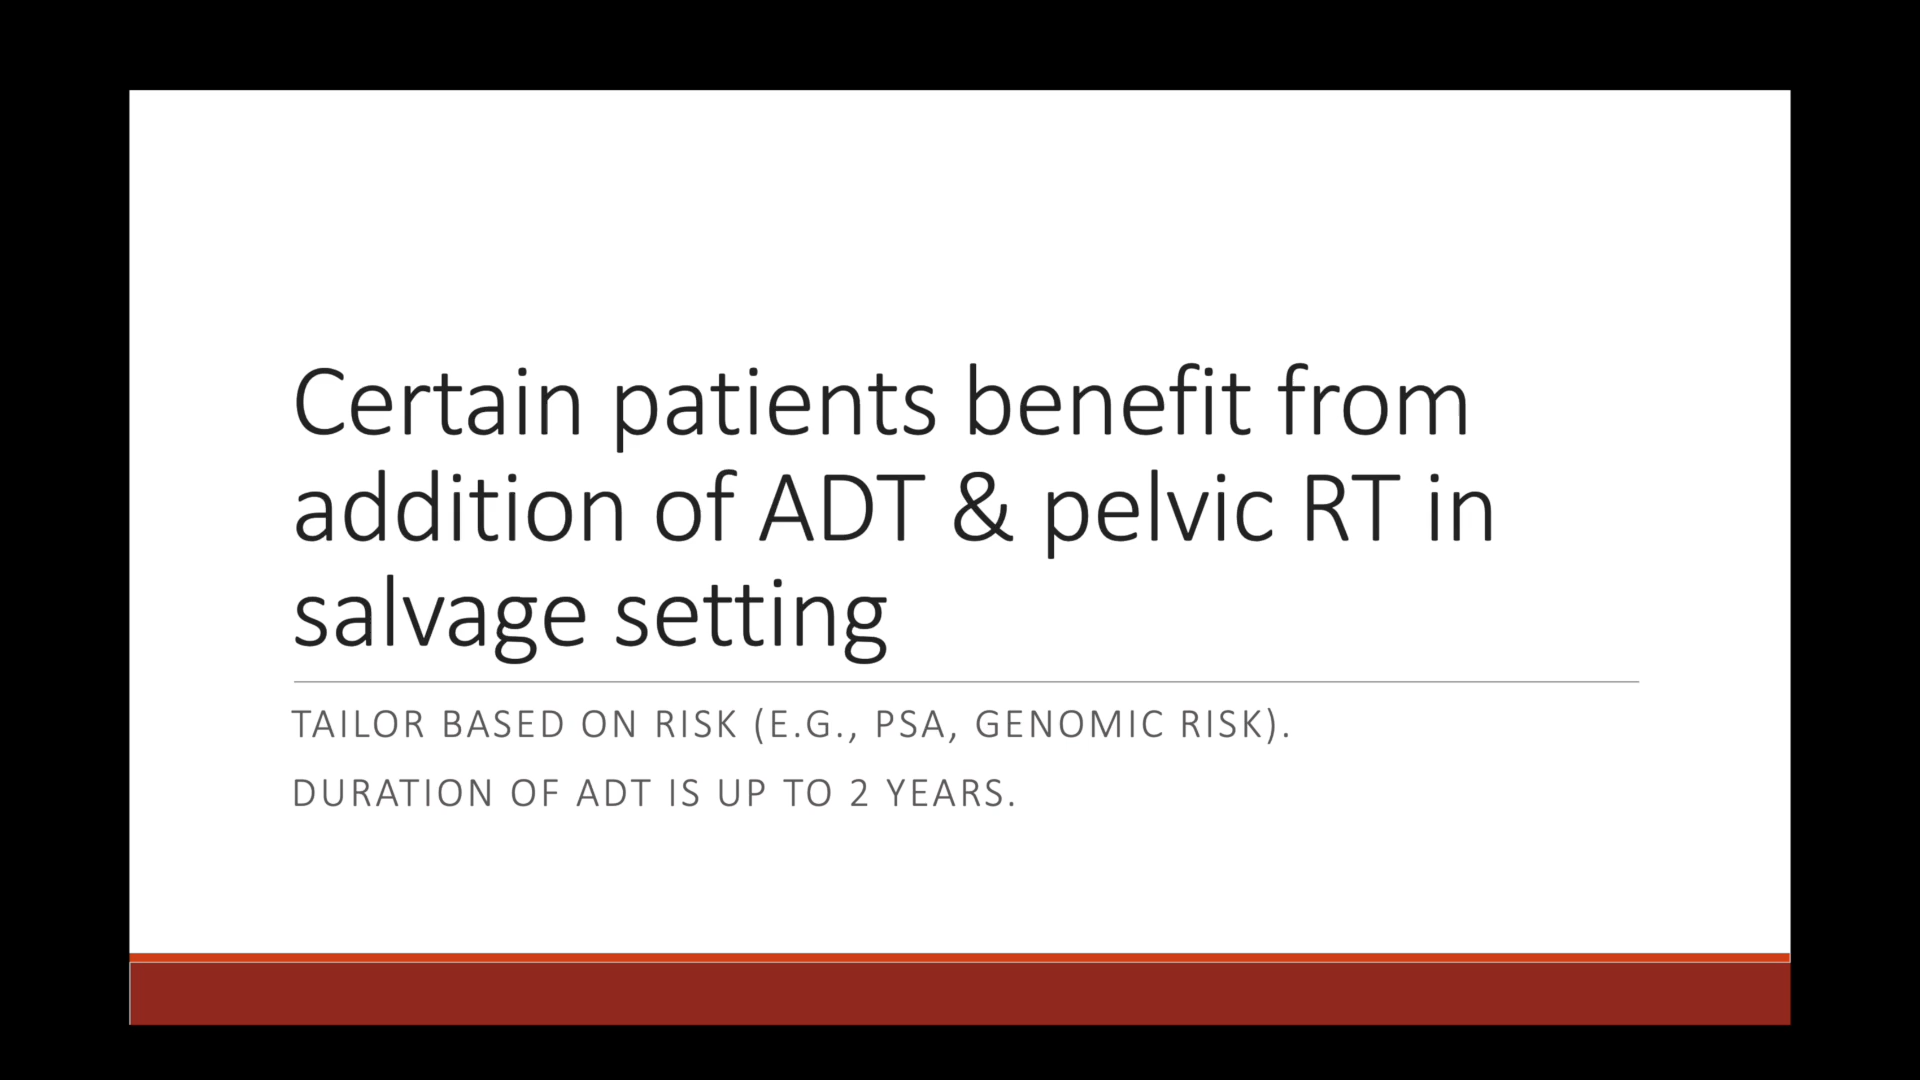 Certain patients benefit from
addition of ADT & pelvic RT in
salvage setting
TAILOR BASED ON RISK (E.G., PSA, GENOMIC RISK).
DURATION OF ADT IS UP TO 2 YEARS.